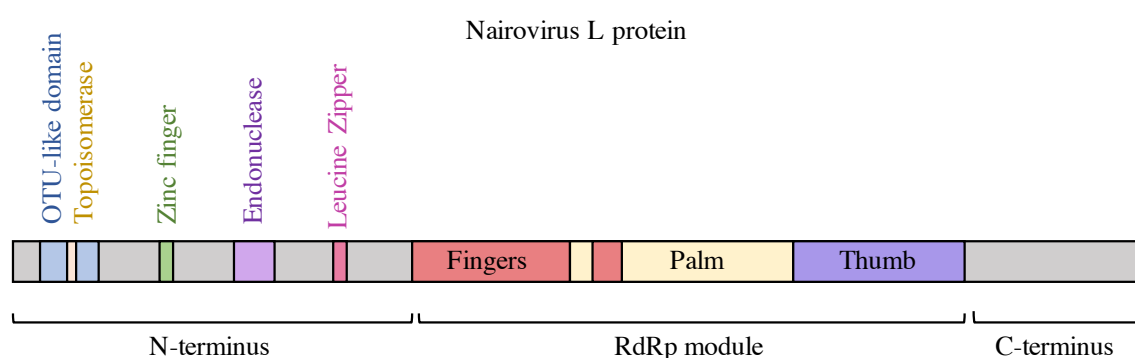 Nairovirus L protein
OTU-like domain
Topoisomerase
Zinc finger
Endonuclease
Leucine Zipper
Fingers
Palm
Thumb
N-terminus
RdRp module
C-terminus